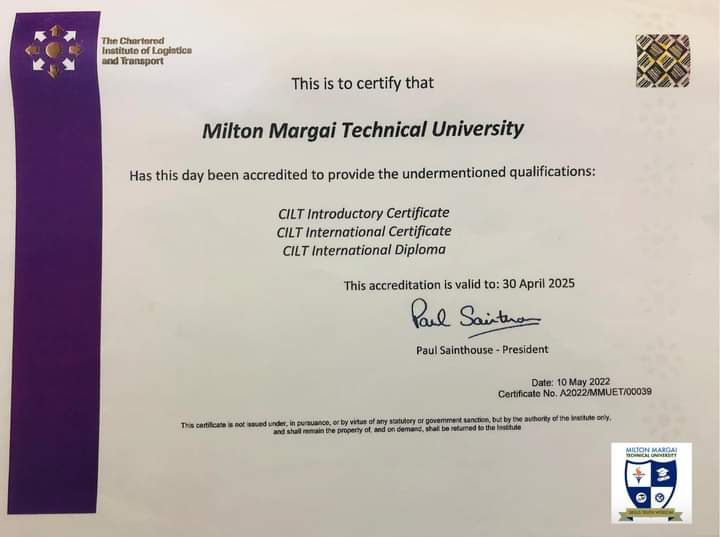 The Chartered
Institute of Logistics
and Transport
This is to certify that
Milton Margai Technical University
Has this day been accredited to provide the undermentioned qualifications:
CILT Introductory Certificate
CILT International Certificate
CILT International Diploma
This accreditation is valid to: 30 April 2025
Paul Sainthouse - President
Date: 10 May 2022
Certificate No. A2022/MMUET/00039
This certificate is not issued under, in pursuance, or by virtue of any statutory or government sanction, but by the authority of the Institute only,
and shall remain the property of, and on demand, shall be returned to the Institute
MILTON MARGAI
TECHNICAL UNIVERSITY